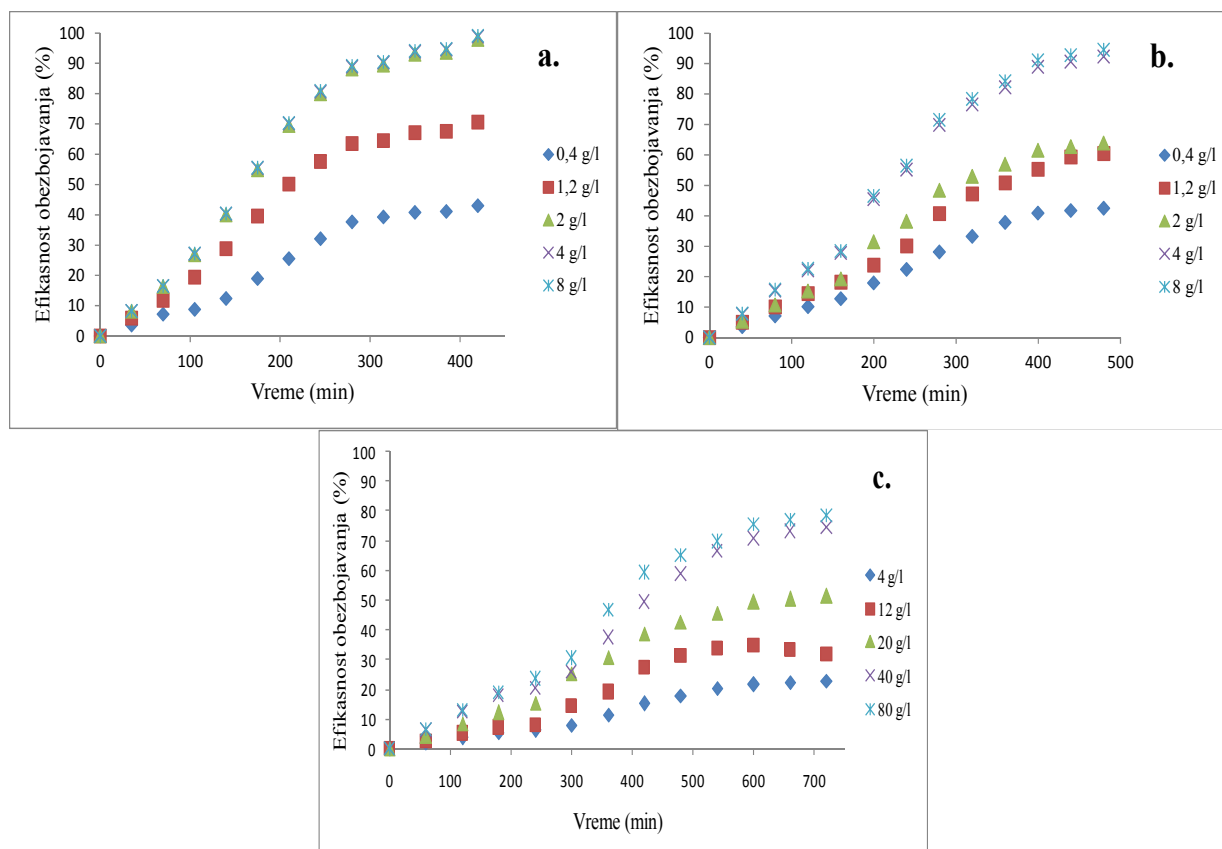 a.
Efikasnost obezbojavanja (%)
100
90
80
70
60
50
40
30
20
10
0
0 100 200 300 400
Vreme (min)
0,4 g/l
1,2 g/l
2 g/l
4 g/l
8 g/l
b.
Efikasnost obezbojavanja (%)
100
90
80
70
60
50
40
30
20
10
0
0 100 200 300 400 500
Vreme (min)
0,4 g/l
1,2 g/l
2 g/l
4 g/l
8 g/l
c.
Efikasnost obezbojavanja (%)
100
90
80
70
60
50
40
30
20
10
0
0 100 200 300 400 500 600 700
Vreme (min)
4 g/l
12 g/l
20 g/l
40 g/l
80 g/l